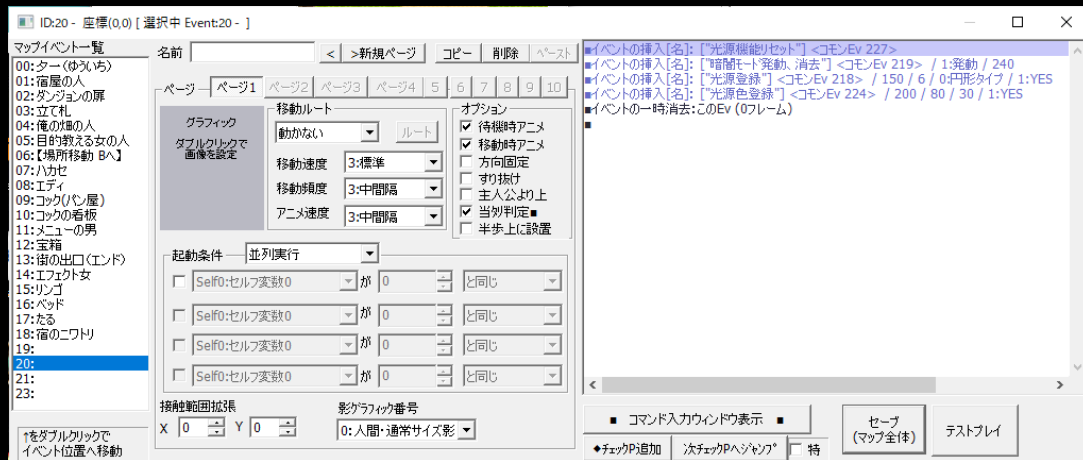 ID:20 - 座標(0,0) [ 選択中 Event:20 - ]
マップイベント一覧
00:夕一(ゆういち)
01:宿屋の人
02:ダンジョンの扉
03:立て札
04:俺の畑の人
05:目的教える女の人
06:【場所移動 Bへ】
07:ハカセ
08:エディ
09:コック(パン屋)
10:コックの看板
11:メニューの男
12:宝箱
13:街の出口(エンド)
14:エフェクト女
15:リンゴ
16:ベッド
17:たる
18:宿のニワトリ
19:
20:
21:
23:
↑をダブルクリックで
イベント位置へ移動
名前
< >新規ページ コピー 削除 ペースト
ページ ページ1 ページ2 ページ3 ページ4 5 6 7 8 9 10
グラフィック
ダブルクリックで
画像を設定
移動ルート
動かない ルート
移動速度 3:標準
移動頻度 3:中間隔
アニメ速度 3:中間隔
オプション
待機時アニメ
移動時アニメ
方向固定
すり抜け
主人公より上
当り判定■
半歩上に設置
起動条件 並列実行
Self0:セルフ変数0 が 0 と同じ
Self0:セルフ変数0 が 0 と同じ
Self0:セルフ変数0 が 0 と同じ
Self0:セルフ変数0 が 0 と同じ
接触範囲拡張
X 0 Y 0
影グラフィック番号
0:人間・通常サイズ影
■イベントの挿入[名]: ["光源機能リセット"] <コモンEv 227>
■イベントの挿入[名]: ["暗闇モード発動、消去"] <コモンEv 219> / 1:発動 / 240
■イベントの挿入[名]: ["光源登録"] <コモンEv 218> / 150 / 6 / 0:円形タイプ / 1:YES
■イベントの挿入[名]: ["光源色登録"] <コモンEv 224> / 200 / 80 / 30 / 1:YES
■イベントの一時消去:このEv (0フレーム)
■
■ コマンド入力ウィンドウ表示 ■
◆チェックP追加 次チェックPへジャンプ 特
セーブ
(マップ全体)
テストプレイ